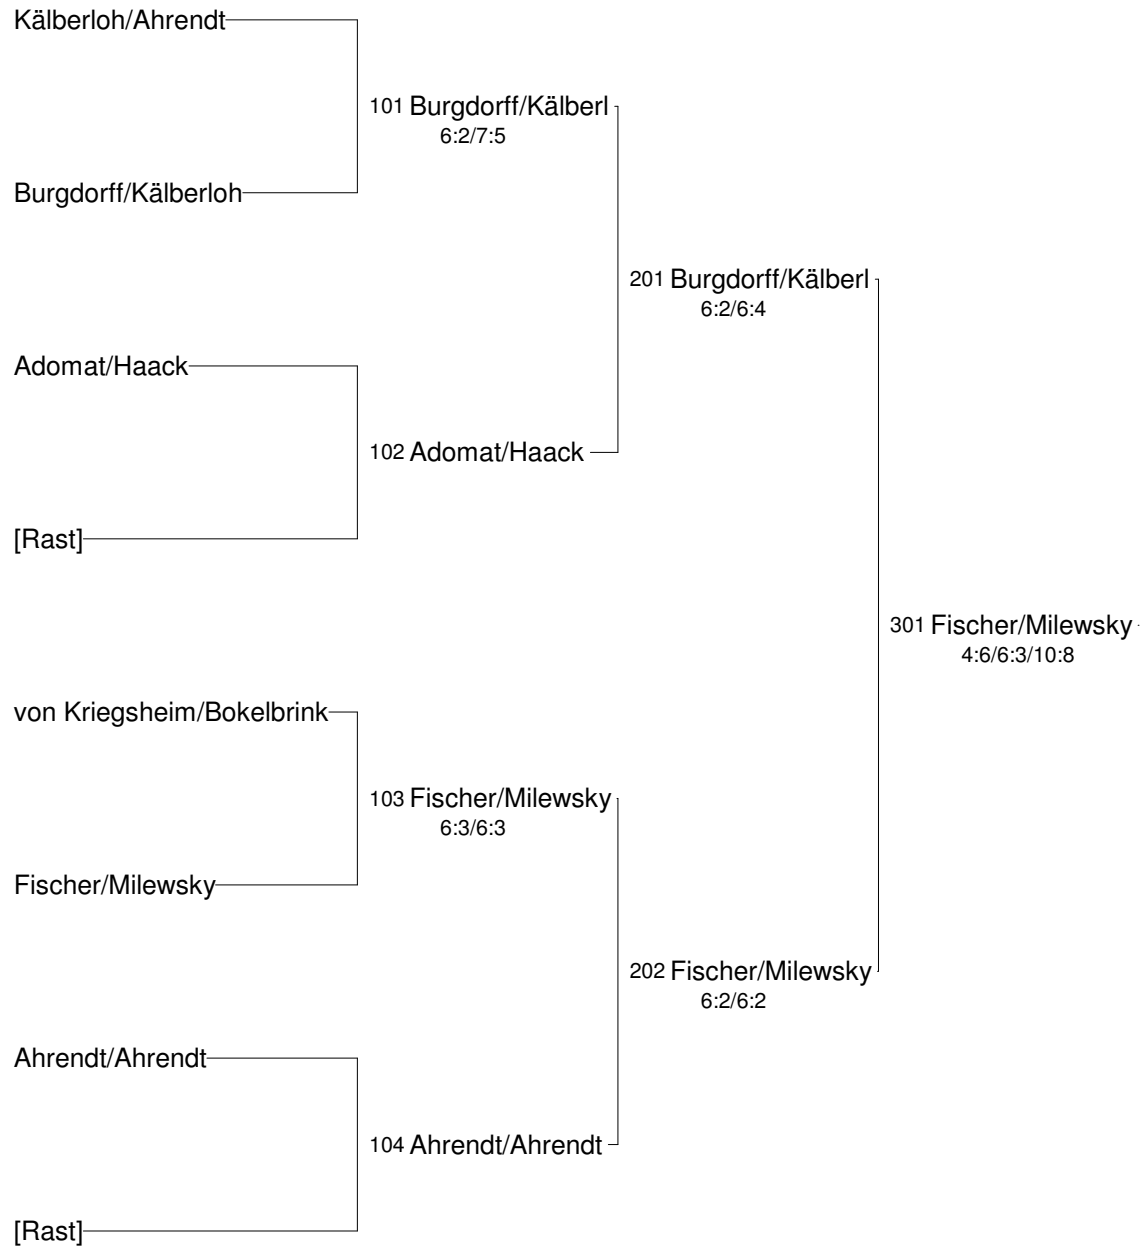 Kälberloh/Ahrendt
101 Burgdorff/Kälberl
6:2/7:5
Burgdorff/Kälberloh
201 Burgdorff/Kälberl
6:2/6:4
Adomat/Haack
102 Adomat/Haack
[Rast]
301 Fischer/Milewsky
4:6/6:3/10:8
von Kriegsheim/Bokelbrink
103 Fischer/Milewsky
6:3/6:3
Fischer/Milewsky
202 Fischer/Milewsky
6:2/6:2
Ahrendt/Ahrendt
104 Ahrendt/Ahrendt
[Rast]